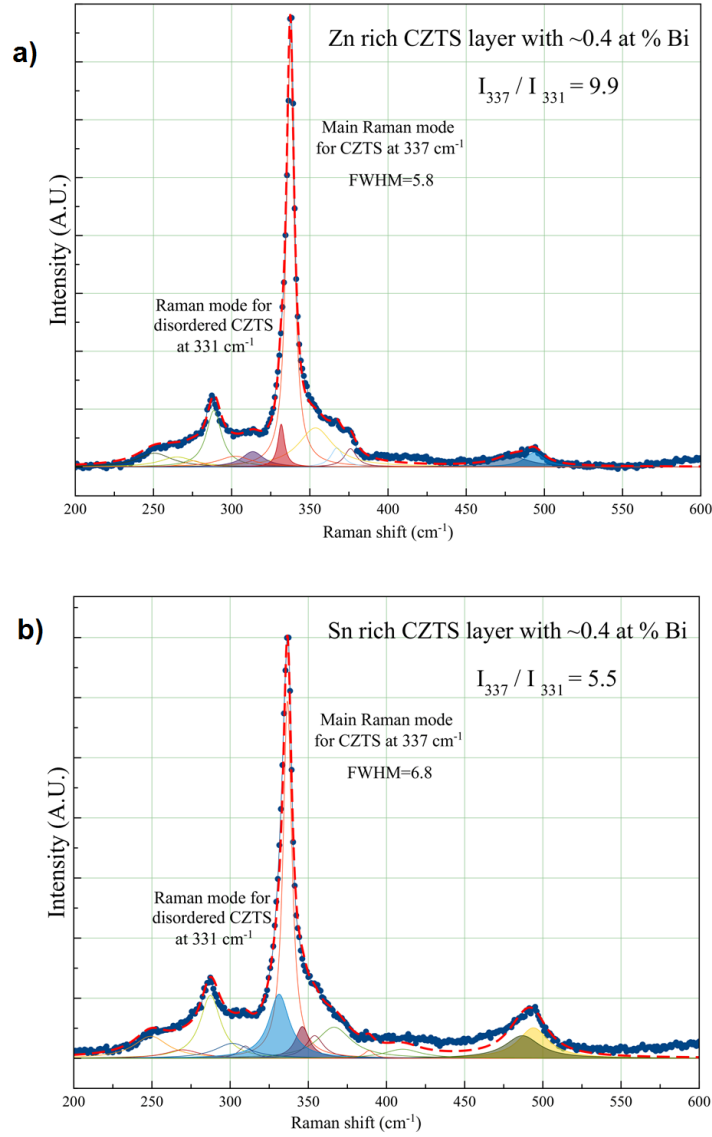 a)
Zn rich CZTS layer with ~0.4 at % Bi
I337 / I 331 = 9.9
Main Raman mode
for CZTS at 337 cm-1
FWHM=5.8
Raman mode for
disordered CZTS
at 331 cm-1
Intensity (A.U.)
200 250 300 350 400 450 500 550 600
Raman shift (cm-1)
b)
Sn rich CZTS layer with ~0.4 at % Bi
I337 / I 331 = 5.5
Main Raman mode
for CZTS at 337 cm-1
FWHM=6.8
Raman mode for
disordered CZTS
at 331 cm-1
Intensity (A.U.)
200 250 300 350 400 450 500 550 600
Raman shift (cm-1)